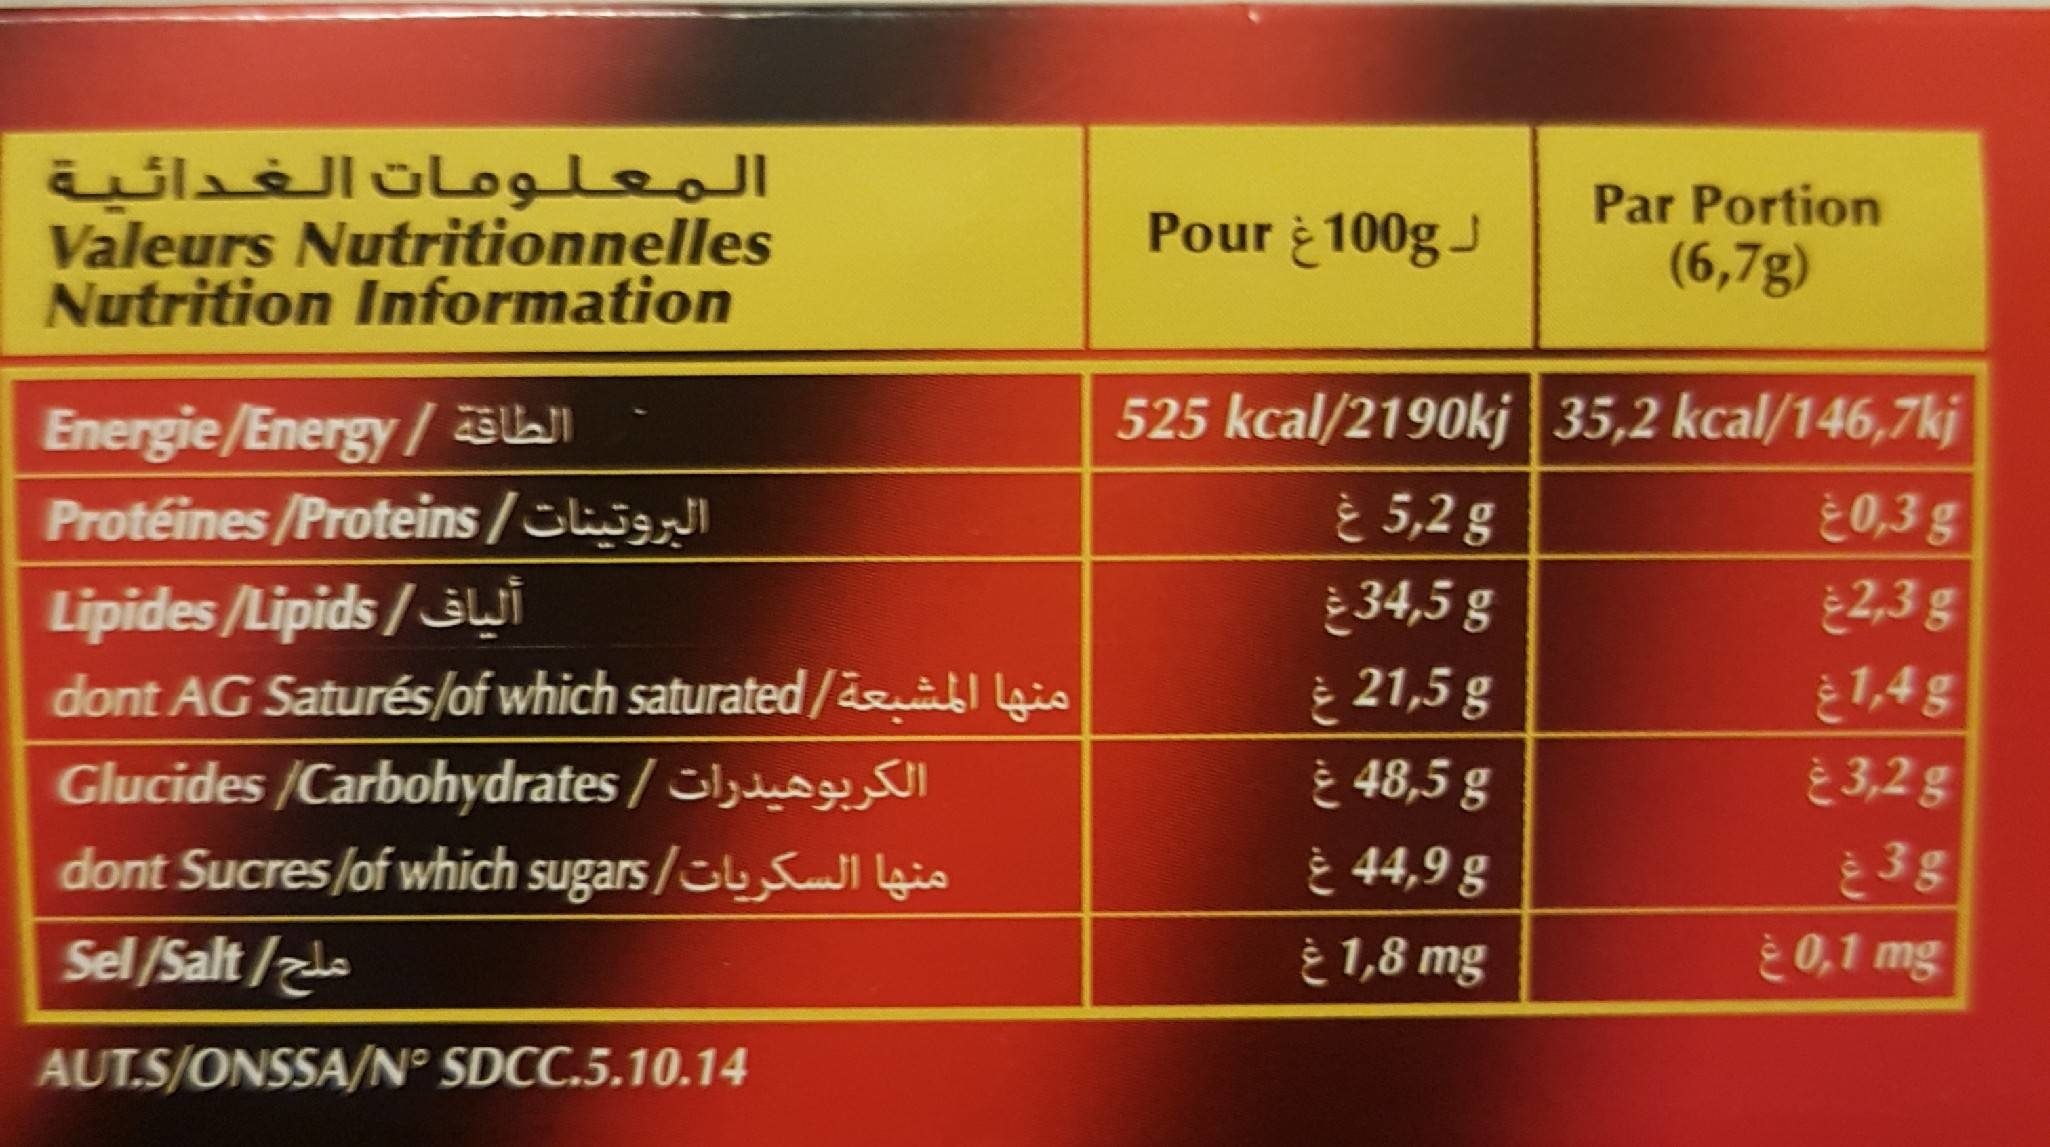 المعلومات الغدائية
Valeurs Nutritionnelles
Nutrition Information
Pour غ 100g لـ
Par Portion
(6,7g)
Energie/Energy / الطاقة
525 kcal/2190kj
35,2 kcal/146,7kj
Protéines /Proteins / البروتينات
غ 5,2 g
غ 0,3 g
Lipides /Lipids / ألياف
غ 34,5 g
غ 2,3 g
dont AG Saturés/of which saturated/ منها المشبعة
غ 21,5 g
غ 1,4 g
Glucides /Carbohydrates / الكربوهيدرات
غ 48,5 g
غ 3,2 g
dont Sucres/of which sugars/ منها السكريات
غ 44,9 g
غ 3 g
Sel/Salt / ملح
غ 1,8 mg
غ 0,1 mg
AUT.S/ONSSA/N° SDCC.5.10.14